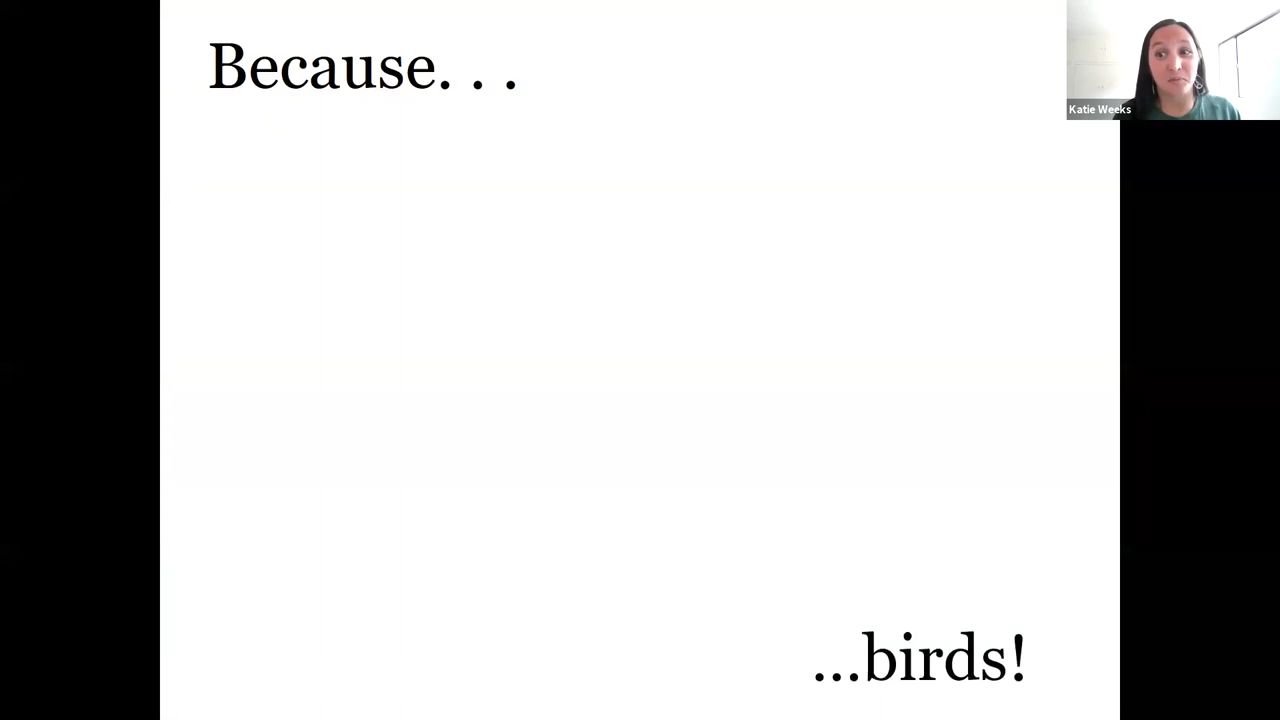 Because. . .
Katie Weeks
...birds!